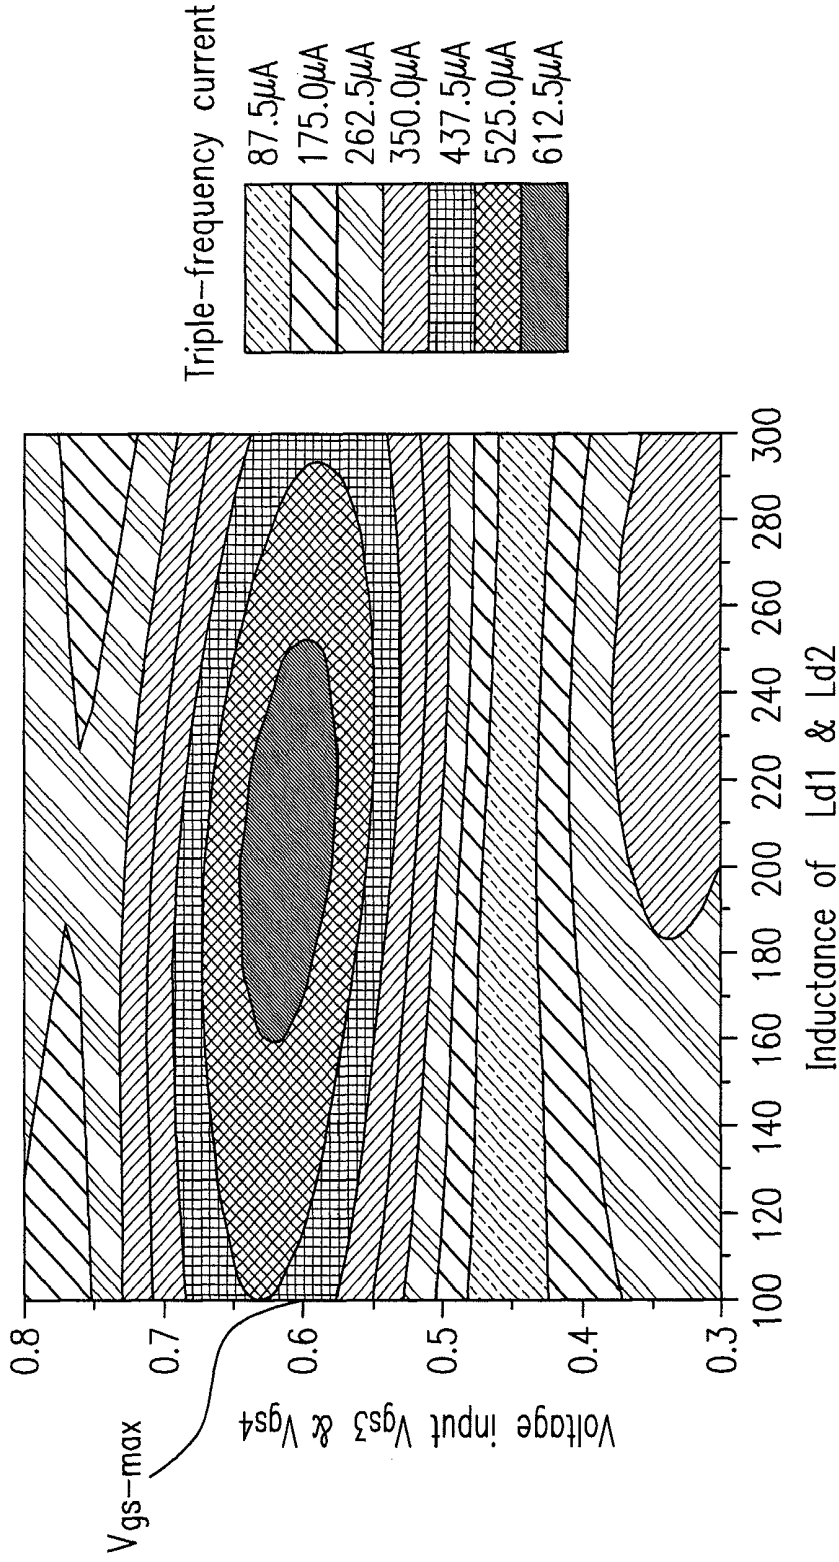 Triple-frequency current
87.5μA
175.0μA
262.5μA
350.0μA
437.5μA
525.0μA
612.5μA
Vgs-max
Voltage input Vgs3 & Vgs4
0.8
0.7
0.6
0.5
0.4
0.3
100 120 140 160 180 200 220 240 260 280 300
Inductance of Ld1 & Ld2